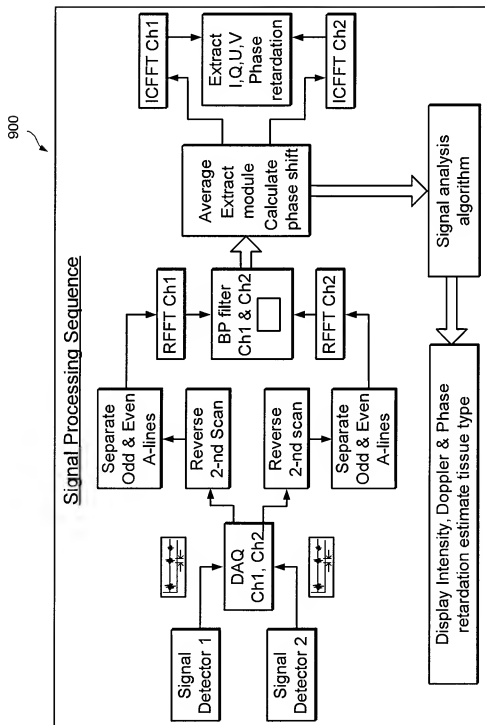 900
Signal Processing Sequence
Signal
Detector 1
Signal
Detector 2
DAQ
Ch1, Ch2
Separate
Odd & Even
A-lines
Reverse
2-nd Scan
Reverse
2-nd scan
Separate
Odd & Even
A-lines
RFFT Ch1
BP filter
Ch1 & Ch2
RFFT Ch2
Average
Extract
module
Calculate
phase shift
ICFFT Ch1
Extract
I,Q,U,V
Phase
retardation
ICFFT Ch2
Signal analysis
algorithm
Display Intensity, Doppler & Phase
retardation estimate tissue type